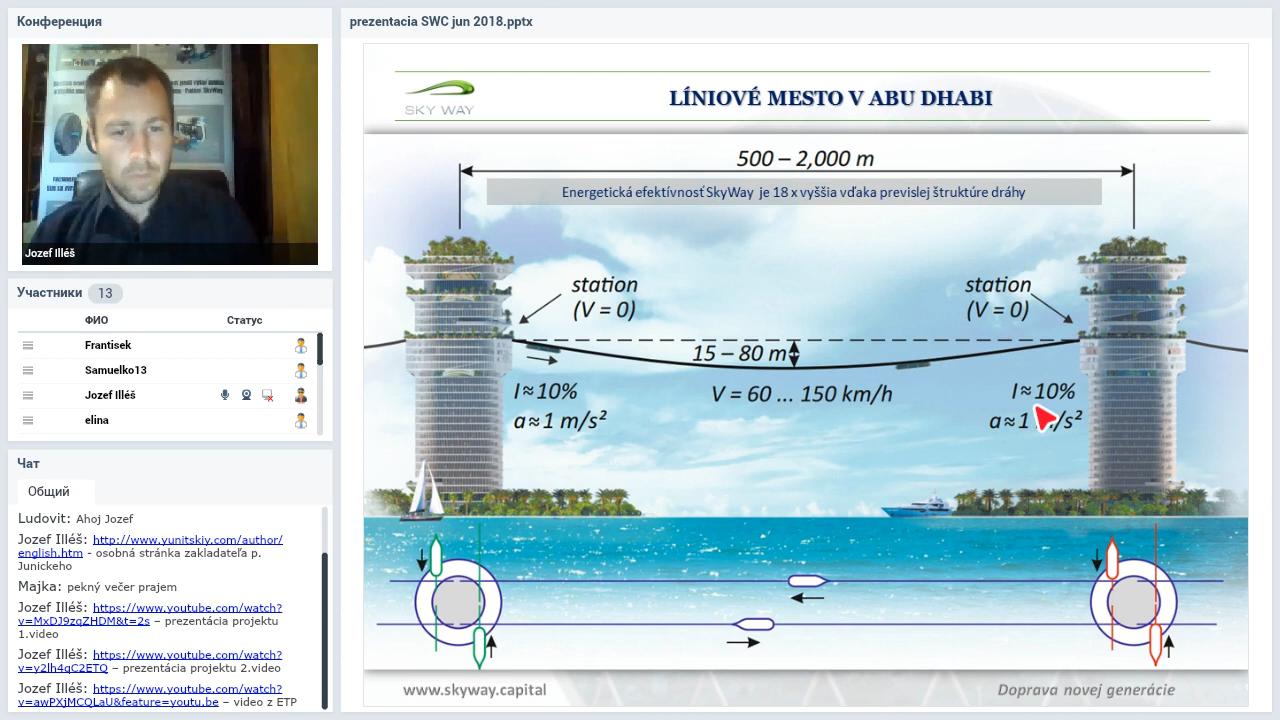 Конференция
Jozef Illéš
Участники 13
ФИО Статус
Frantisek
Samuelko13
Jozef Illéš
elina
Чат
Общий
Ludovit: Ahoj Jozef
Jozef Illéš: http://www.yunitskiy.com/author/
english.htm - osobná stránka zakladateľa p.
Junickeho
Majka: pekný večer prajem
Jozef Illéš: https://www.youtube.com/watch?
v=MxDJ9zqZHDM&t=2s – prezentácia projektu
1.video
Jozef Illéš: https://www.youtube.com/watch?
v=y2lh4qC2ETQ – prezentácia projektu 2.video
Jozef Illéš: https://www.youtube.com/watch?
v=awPXjMCQLaU&feature=youtu.be – video z ETP
prezentacia SWC jun 2018.pptx
SKY WAY
LÍNIOVÉ MESTO V ABU DHABI
500 – 2,000 m
Energetická efektívnosť SkyWay je 18 x vyššia vďaka previslej štruktúre dráhy
station
(V = 0)
station
(V = 0)
15 – 80 m
I ≈ 10%
a ≈ 1 m/s²
V = 60 ... 150 km/h
I ≈ 10%
a ≈ 1 /s²
www.skyway.capital
Doprava novej generácie